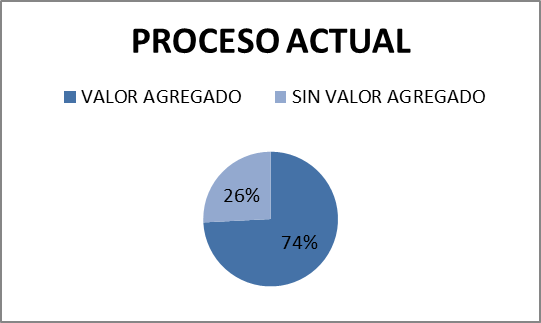 PROCESO ACTUAL
VALOR AGREGADO SIN VALOR AGREGADO
26%
74%